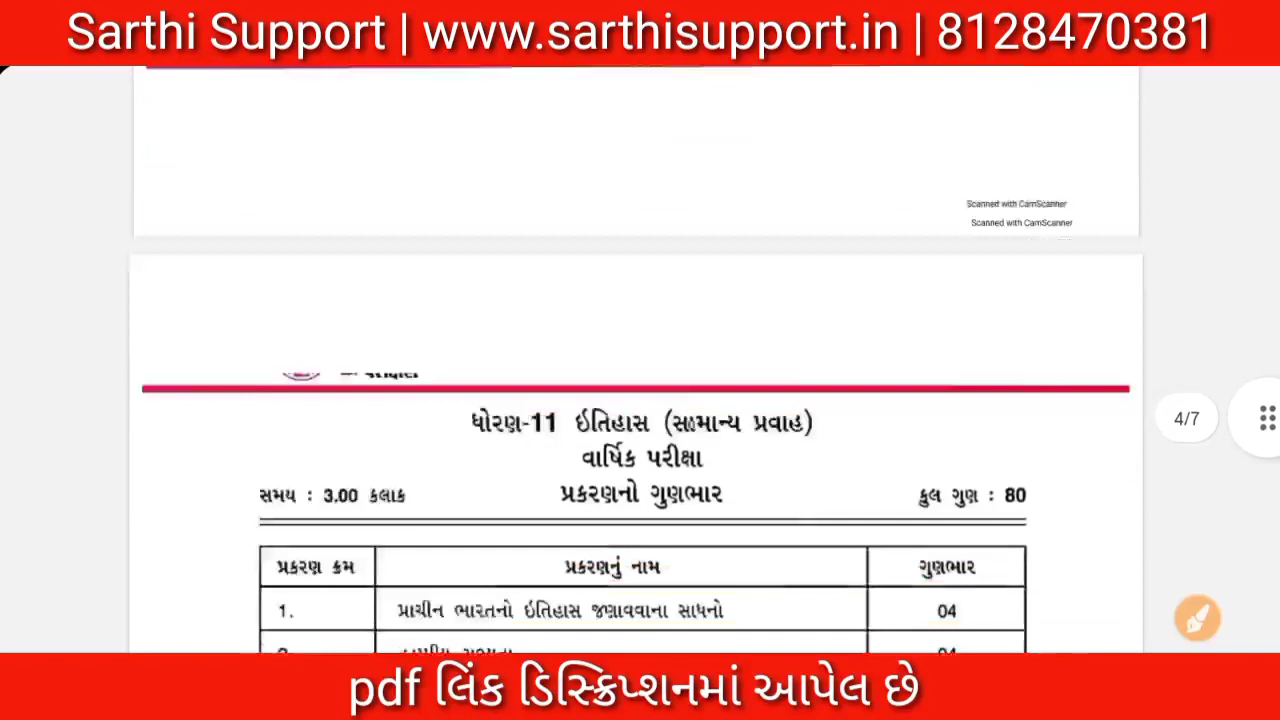 Sarthi Support | www.sarthisupport.in | 8128470381
Scanned with CamScanner
Scanned with CamScanner
ધોરણ-11 ઇતિહાસ (સામાન્ય પ્રવાહ)
વાર્ષિક પરીક્ષા
સમય : 3.00 કલાક પ્રકરણનો ગુણભાર કુલ ગુણ : 80
પ્રકરણ ક્રમ પ્રકરણનું નામ ગુણભાર
1. પ્રાચીન ભારતનો ઇતિહાસ જણાવવાના સાધનો 04
4/7
pdf લિંક ડિસ્ક્રિપ્શનમાં આપેલ છે